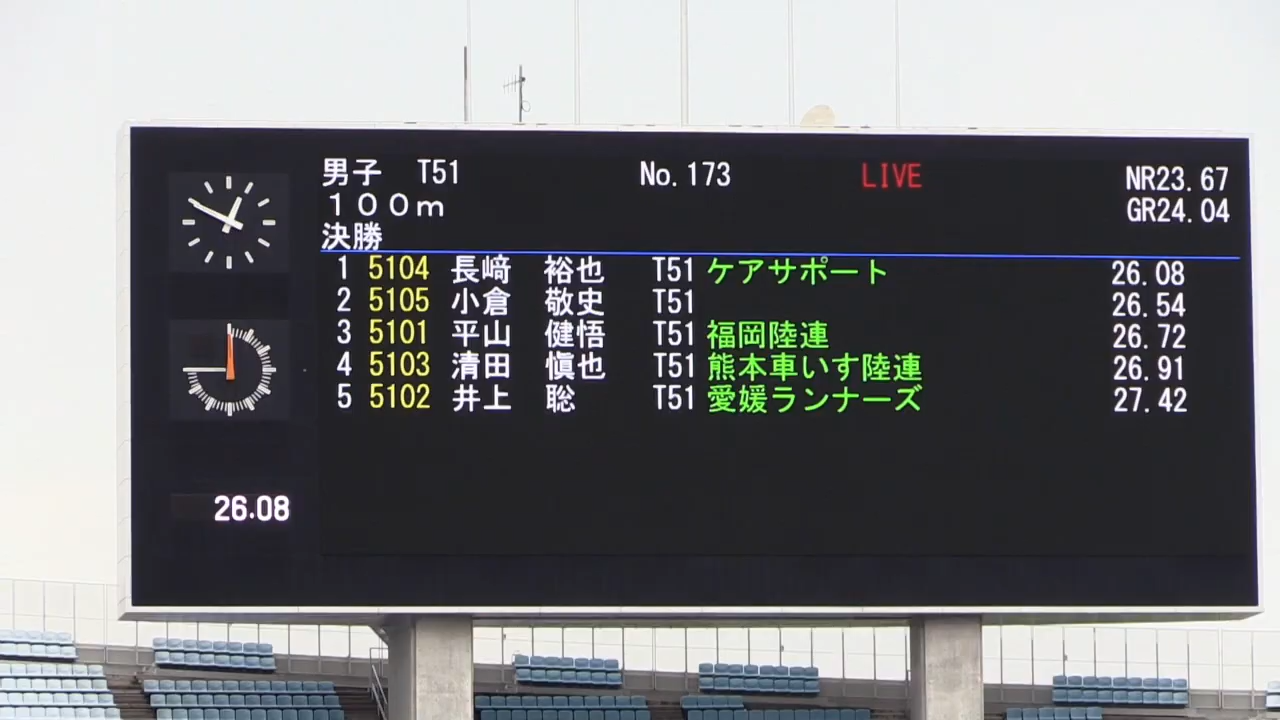 男子 T51 No. 173 LIVE NR23.67
100m GR24.04
決勝
1 5104 長﨑 裕也 T51 ケアサポート 26.08
2 5105 小倉 敬史 T51 26.54
3 5101 平山 健悟 T51 福岡陸連 26.72
4 5103 清田 愼也 T51 熊本車いす陸連 26.91
5 5102 井上 聡 T51 愛媛ランナーズ 27.42
26.08